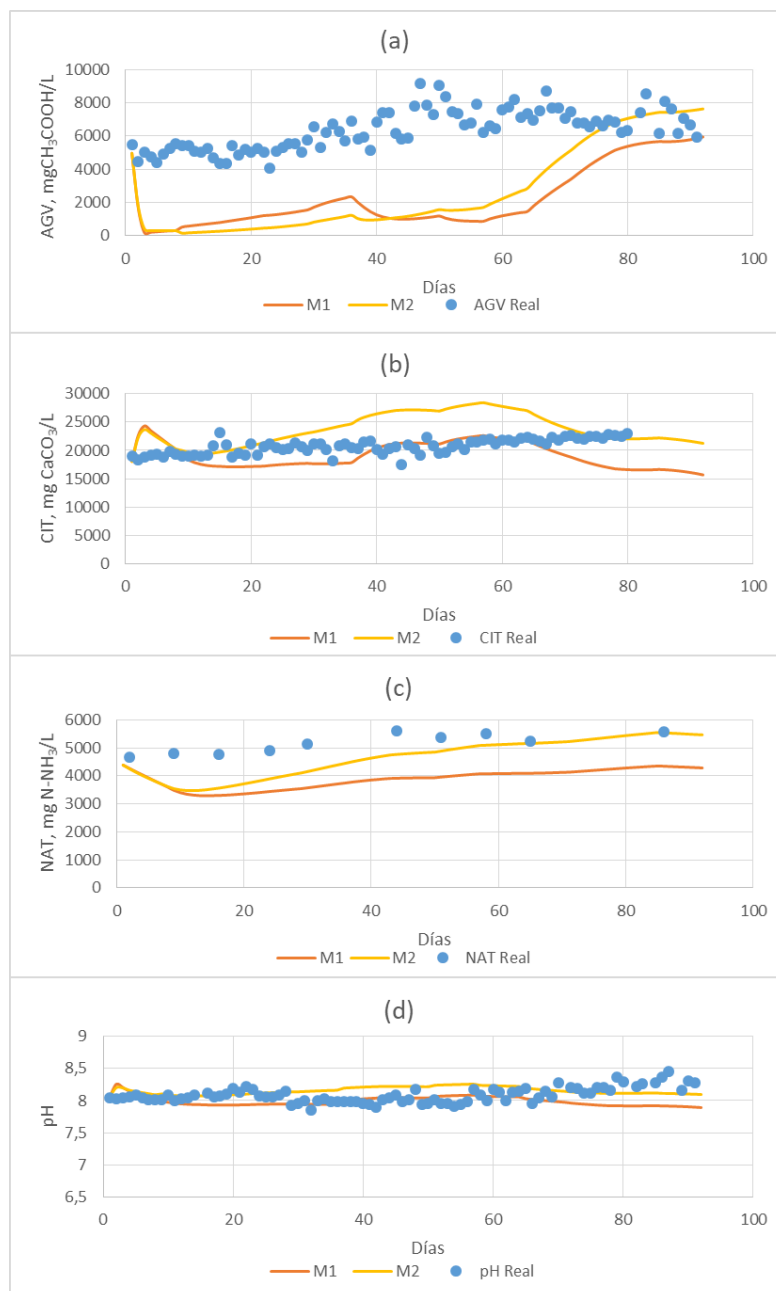 (a)
AGV, mgCH₃COOH/L
10000
8000
6000
4000
2000
0
0 20 40 60 80 100
Días
M1 M2 AGV Real
(b)
CIT, mg CaCO₃/L
30000
25000
20000
15000
10000
5000
0
0 20 40 60 80 100
Días
M1 M2 CIT Real
(c)
NAT, mg N-NH₃/L
6000
5000
4000
3000
2000
1000
0
0 20 40 60 80 100
Días
M1 M2 NAT Real
(d)
pH
9
8,5
8
7,5
7
6,5
0 20 40 60 80 100
Días
M1 M2 pH Real